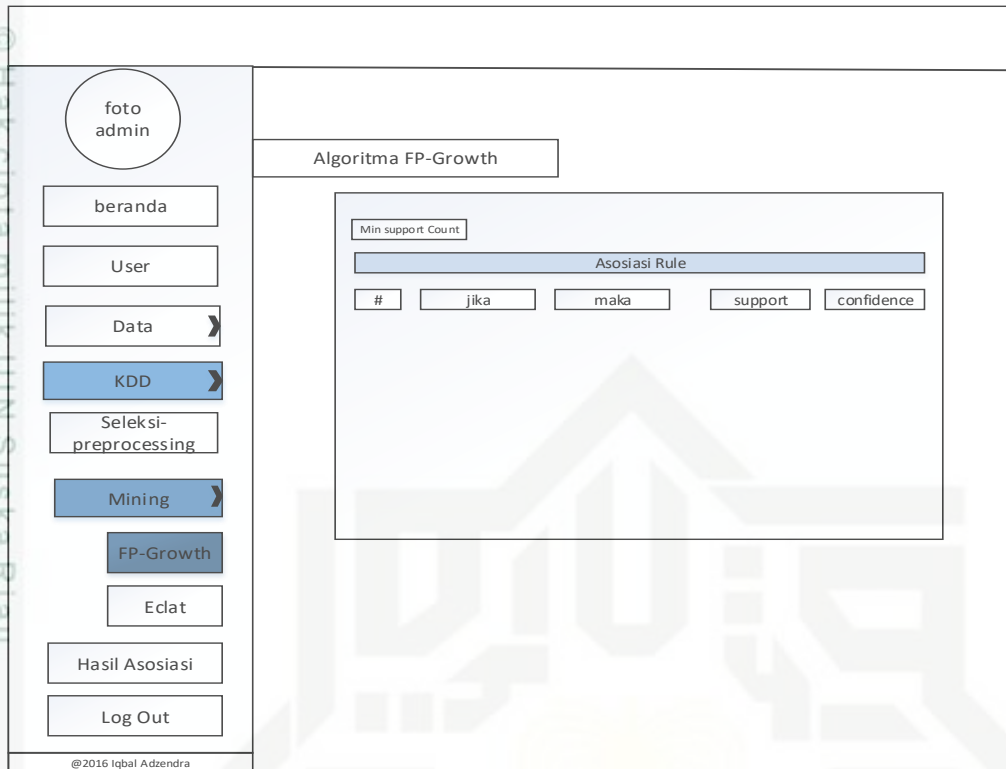 foto
admin
beranda
User
Data
KDD
Seleksi-
preprocessing
Mining
FP-Growth
Eclat
Hasil Asosiasi
Log Out
@2016 Iqbal Adzendra
Algoritma FP-Growth
Min support Count
Asosiasi Rule
# jika maka support confidence